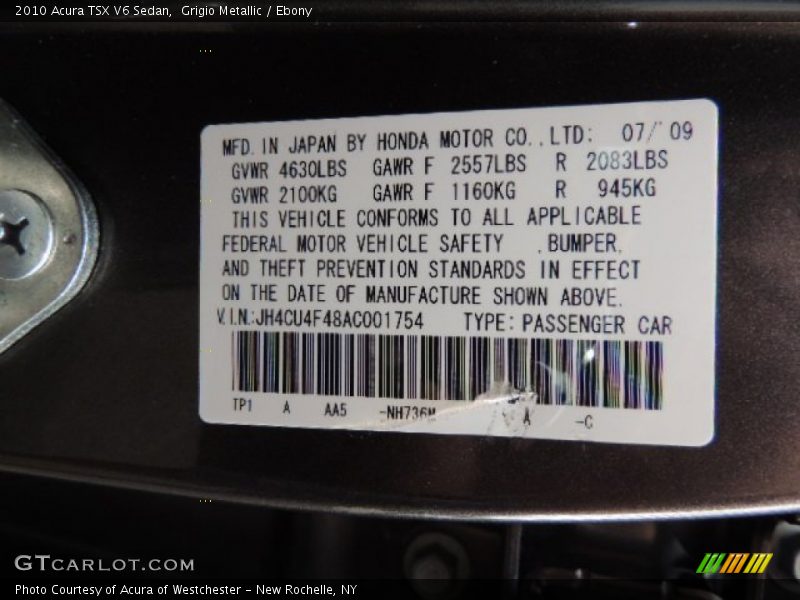 2010 Acura TSX V6 Sedan,  Grigio Metallic / Ebony
MFD. IN JAPAN BY HONDA MOTOR CO.,LTD: 07/ 09
GVWR 4630LBS GAWR F 2557LBS R 2083LBS
GVWR 2100KG GAWR F 1160KG R 945KG
THIS VEHICLE CONFORMS TO ALL APPLICABLE
FEDERAL MOTOR VEHICLE SAFETY ,BUMPER,
AND THEFT PREVENTION STANDARDS IN EFFECT
ON THE DATE OF MANUFACTURE SHOWN ABOVE.
V.I.N.:JH4CU4F48AC001754 TYPE: PASSENGER CAR
TP1 A AA5 -NH736M A -C
GTCARLOT.COM
Photo Courtesy of Acura of Westchester - New Rochelle, NY